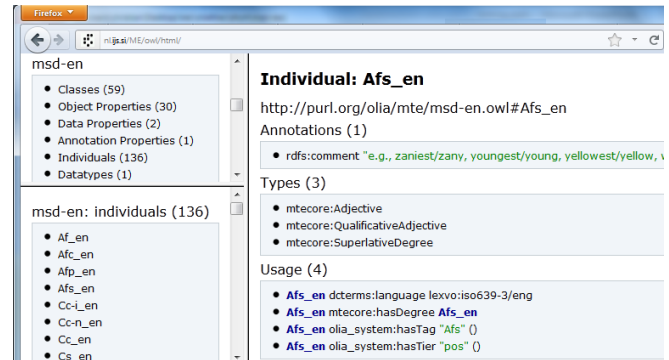 Firefox
nl.ijs.si/ME/owl/html/
msd-en
Classes (59)
Object Properties (30)
Data Properties (2)
Annotation Properties (1)
Individuals (136)
Datatypes (1)
msd-en: individuals (136)
Af_en
Afc_en
Afp_en
Afs_en
Cc-i_en
Cc-n_en
Cc_en
Cs_en
Individual: Afs_en
http://purl.org/olia/mte/msd-en.owl#Afs_en
Annotations (1)
rdfs:comment "e.g., zaniest/zany, youngest/young, yellowest/yellow,
Types (3)
mtecore:Adjective
mtecore:QualificativeAdjective
mtecore:SuperlativeDegree
Usage (4)
Afs_en dcterms:language lexvo:iso639-3/eng
Afs_en mtecore:hasDegree Afs_en
Afs_en olia_system:hasTag "Afs" ()
Afs_en olia_system:hasTier "pos" ()